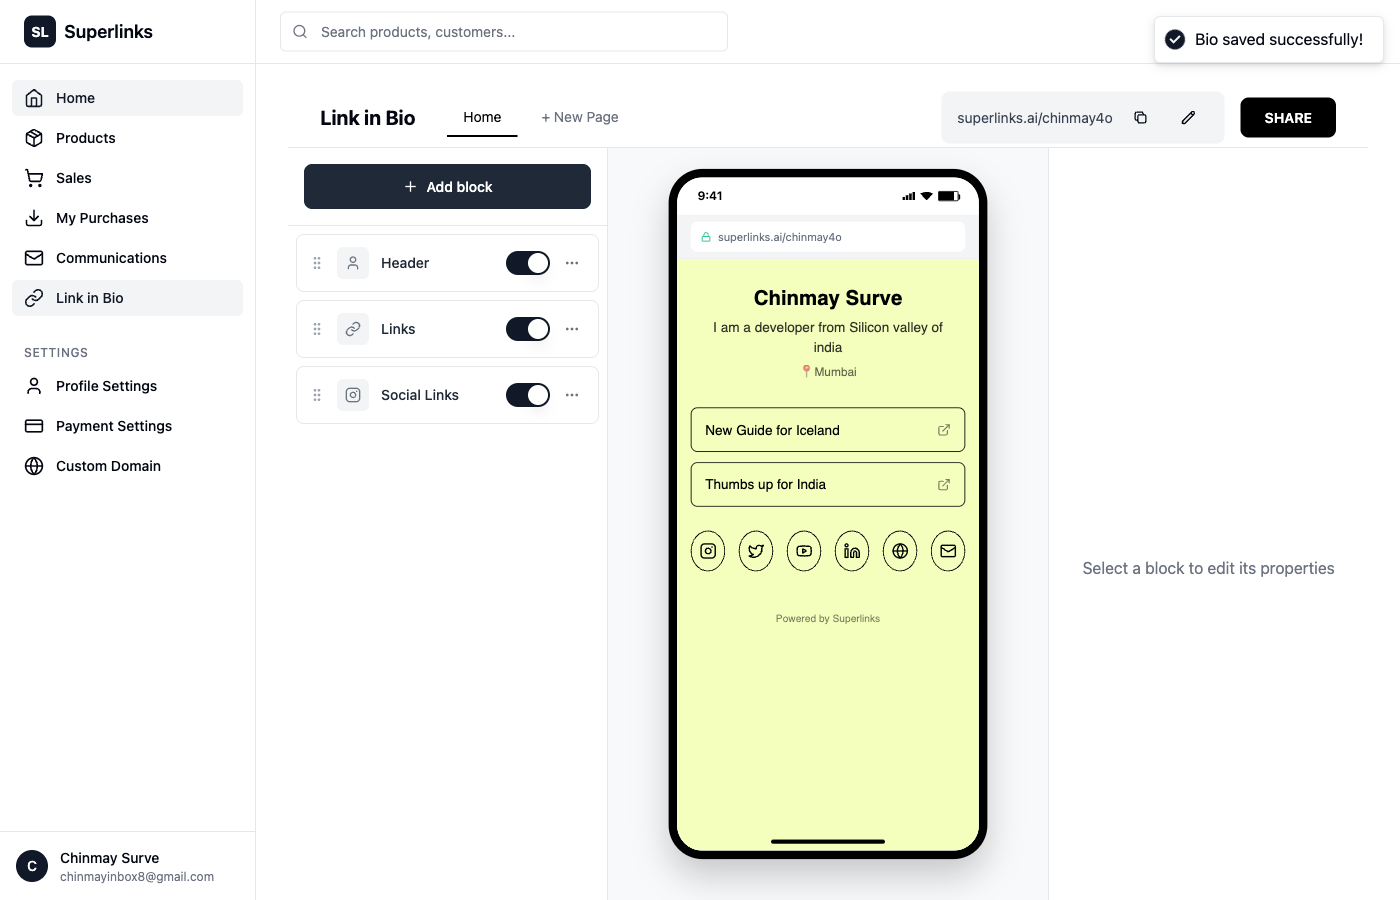 SL Superlinks
Search products, customers...
Bio saved successfully!
Home
Products
Sales
My Purchases
Communications
Link in Bio
SETTINGS
Profile Settings
Payment Settings
Custom Domain
C
Chinmay Surve
chinmayinbox8@gmail.com
Link in Bio
Home
+ New Page
superlinks.ai/chinmay4o
SHARE
Add block
Header
Links
Social Links
9:41
superlinks.ai/chinmay4o
Chinmay Surve
I am a developer from Silicon valley of
india
Mumbai
New Guide for Iceland
Thumbs up for India
Powered by Superlinks
Select a block to edit its properties